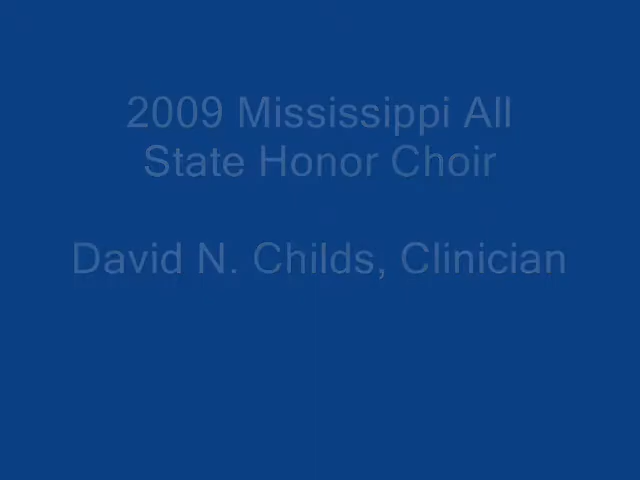 2009 Mississippi All
State Honor Choir
David N. Childs, Clinician